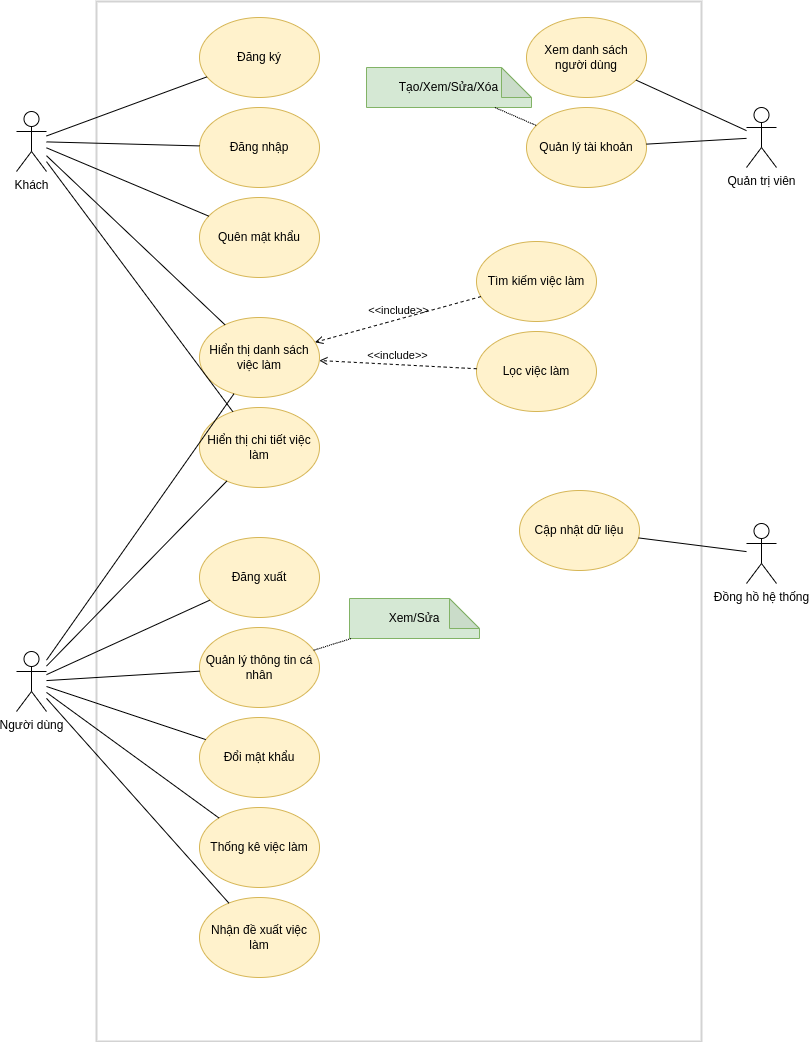 Đăng ký
Xem danh sách
người dùng
Tạo/Xem/Sửa/Xóa
Đăng nhập
Quản lý tài khoản
Khách
Quản trị viên
Quên mật khẩu
Tìm kiếm việc làm
<<include>>
Hiển thị danh sách
việc làm
<<include>>
Lọc việc làm
Hiển thị chi tiết việc
làm
Cập nhật dữ liệu
Đăng xuất
Đồng hồ hệ thống
Xem/Sửa
Quản lý thông tin cá
nhân
Người dùng
Đổi mật khẩu
Thống kê việc làm
Nhận đề xuất việc
làm